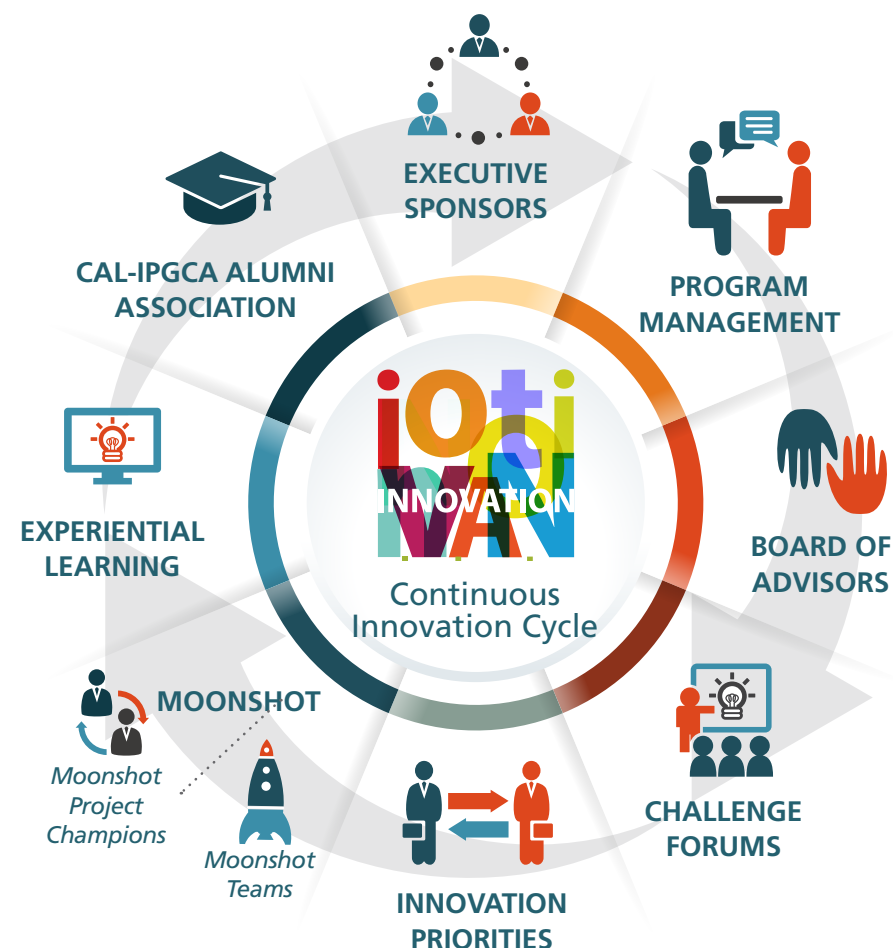 EXECUTIVE
SPONSORS
PROGRAM
MANAGEMENT
BOARD OF
ADVISORS
CHALLENGE
FORUMS
INNOVATION
PRIORITIES
MOONSHOT
Moonshot
Project
Champions
Moonshot
Teams
EXPERIENTIAL
LEARNING
CAL-IPGCA ALUMNI
ASSOCIATION
INNOVATION
Continuous
Innovation Cycle